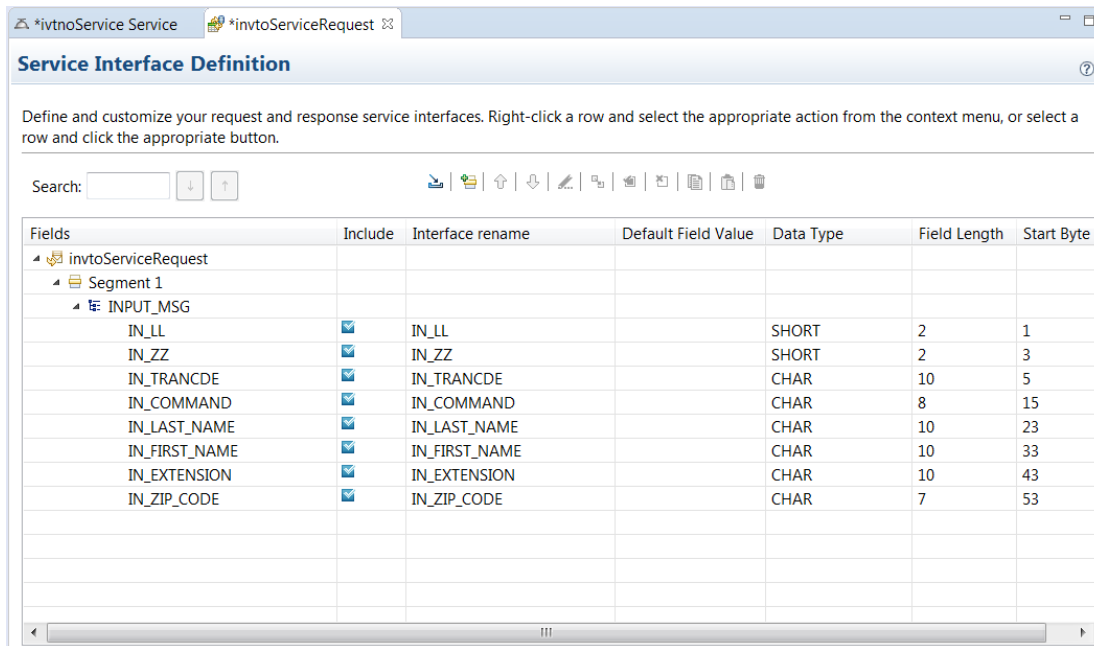 *ivtnoService Service *invtoServiceRequest
Service Interface Definition
Define and customize your request and response service interfaces. Right-click a row and select the appropriate action from the context menu, or select a
row and click the appropriate button.
Search:
Fields Include Interface rename Default Field Value Data Type Field Length Start Byte
invtoServiceRequest
Segment 1
INPUT_MSG
IN_LL IN_LL SHORT 2 1
IN_ZZ IN_ZZ SHORT 2 3
IN_TRANCDE IN_TRANCDE CHAR 10 5
IN_COMMAND IN_COMMAND CHAR 8 15
IN_LAST_NAME IN_LAST_NAME CHAR 10 23
IN_FIRST_NAME IN_FIRST_NAME CHAR 10 33
IN_EXTENSION IN_EXTENSION CHAR 10 43
IN_ZIP_CODE IN_ZIP_CODE CHAR 7 53